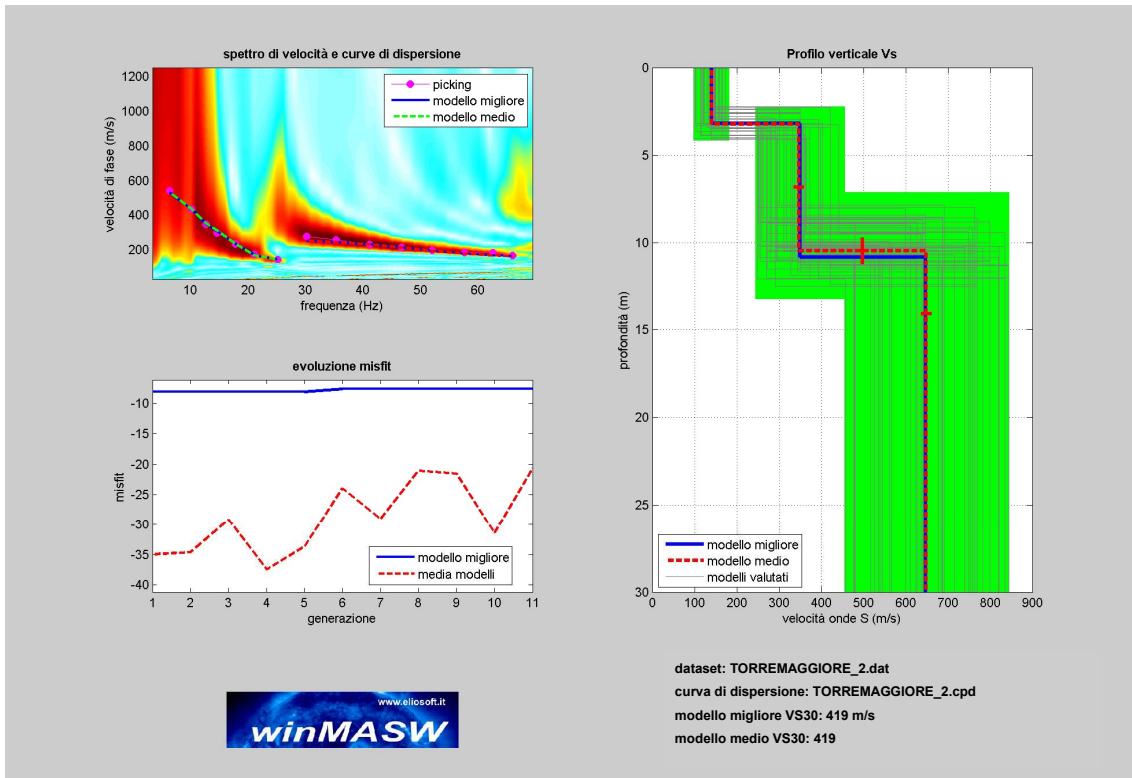 spettro di velocità e curve di dispersione
velocità di fase (m/s)
1200
1000
800
600
400
200
10
20
30
40
50
60
frequenza (Hz)
picking
modello migliore
modello medio
evoluzione misfit
misfit
-10
-15
-20
-25
-30
-35
-40
1
2
3
4
5
6
7
8
9
10
11
generazione
modello migliore
media modelli
Profilo verticale Vs
profondità (m)
0
5
10
15
20
25
30
0
100
200
300
400
500
600
700
800
900
velocità onde S (m/s)
modello migliore
modello medio
modelli valutati
www.eliosoft.it
winMASW
dataset: TORREMAGGIORE_2.dat
curva di dispersione: TORREMAGGIORE_2.cpd
modello migliore VS30: 419 m/s
modello medio VS30: 419